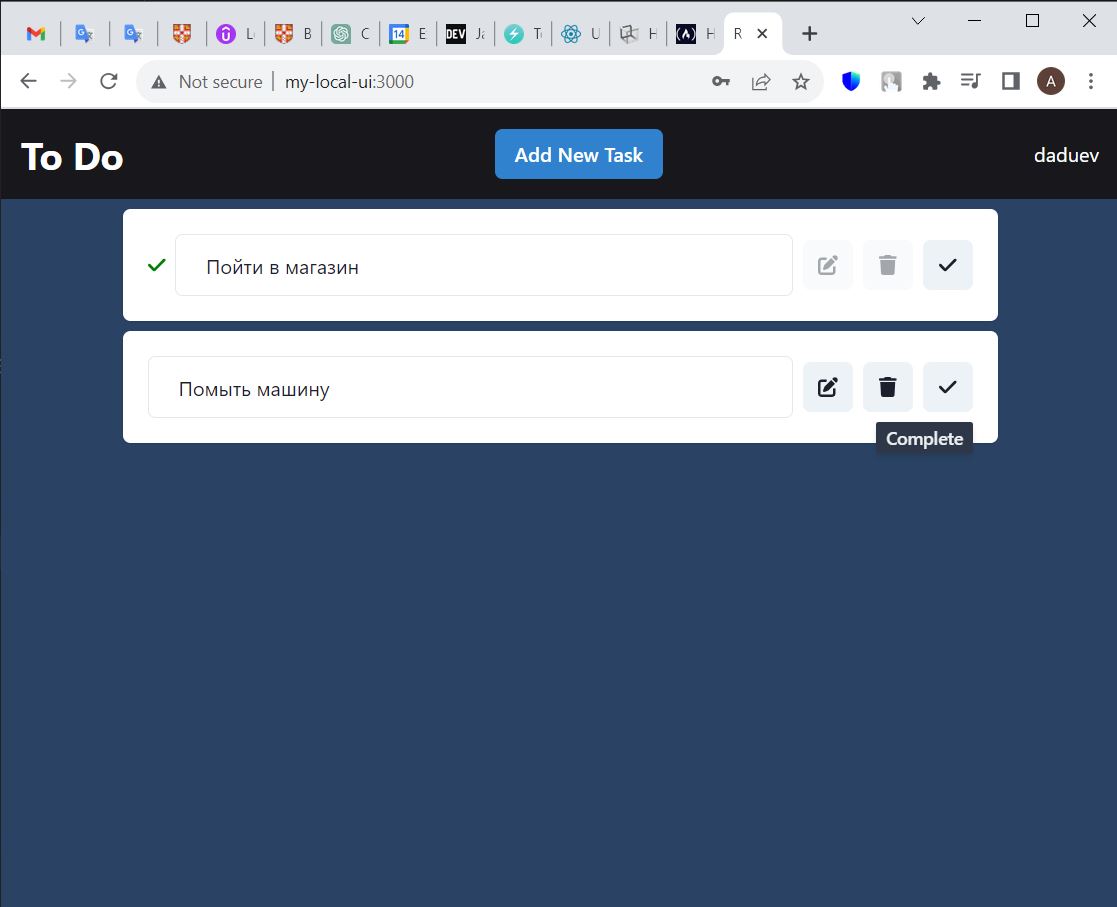 L
B
C
14
E
DEV
Ja
T
U
H
H
R
Not secure
my-local-ui:3000
A
To Do
Add New Task
daduev
Пойти в магазин
Помыть машину
Complete